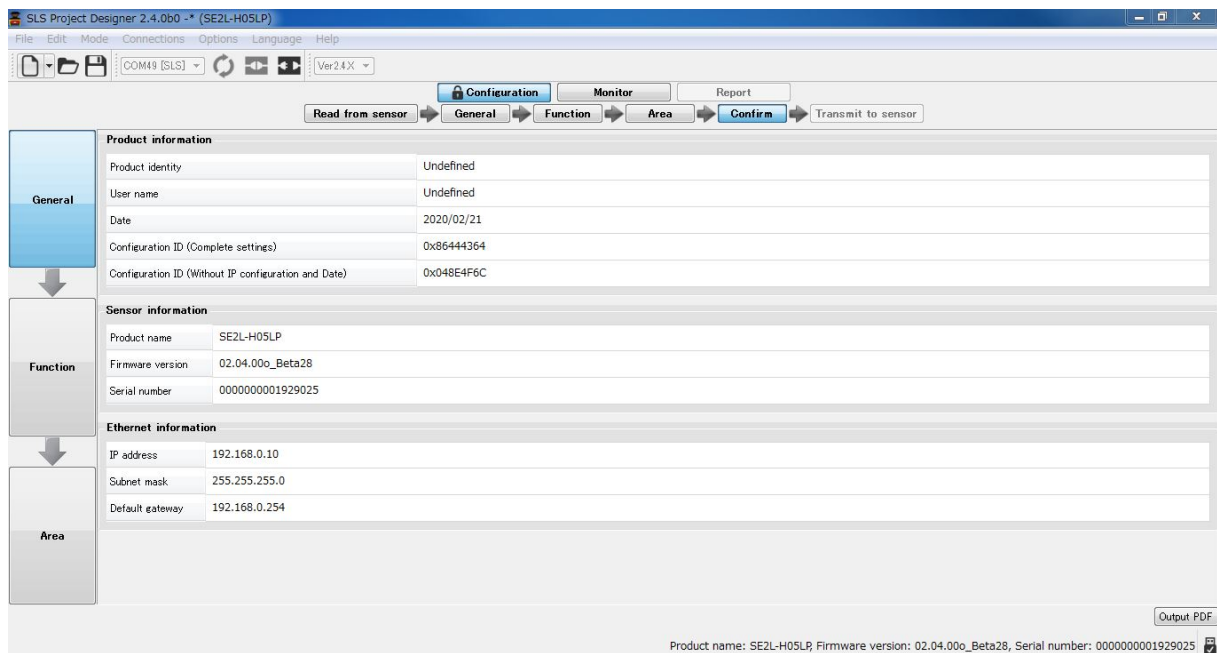 SLS Project Designer 2.4.0b0 -* (SE2L-H05LP)
File Edit Mode Connections Options Language Help
COM49 [SLS] Ver2.4.X
Configuration Monitor Report
Read from sensor General Function Area Confirm Transmit to sensor
General
Function
Area
Product information
Product identity Undefined
User name Undefined
Date 2020/02/21
Configuration ID (Complete settings) 0x86444364
Configuration ID (Without IP configuration and Date) 0x048E4F6C
Sensor information
Product name SE2L-H05LP
Firmware version 02.04.00o_Beta28
Serial number 0000000001929025
Ethernet information
IP address 192.168.0.10
Subnet mask 255.255.255.0
Default gateway 192.168.0.254
Output PDF
Product name: SE2L-H05LP, Firmware version: 02.04.00o_Beta28, Serial number: 0000000001929025